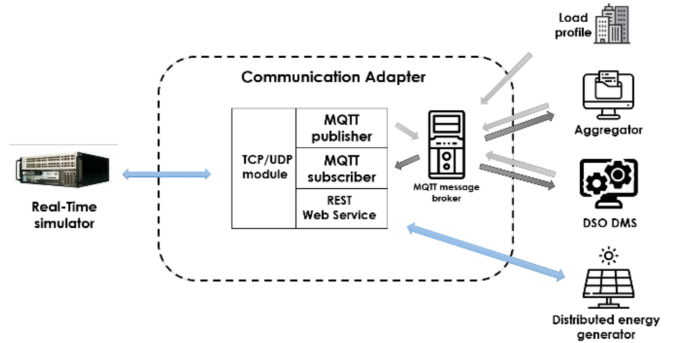 Load
profile
Communication Adapter
MQTT
publisher
TCP/UDP
module
MQTT
subscriber
REST
Web Service
MQTT message
broker
Aggregator
Real-Time
simulator
DSO DMS
Distributed energy
generator